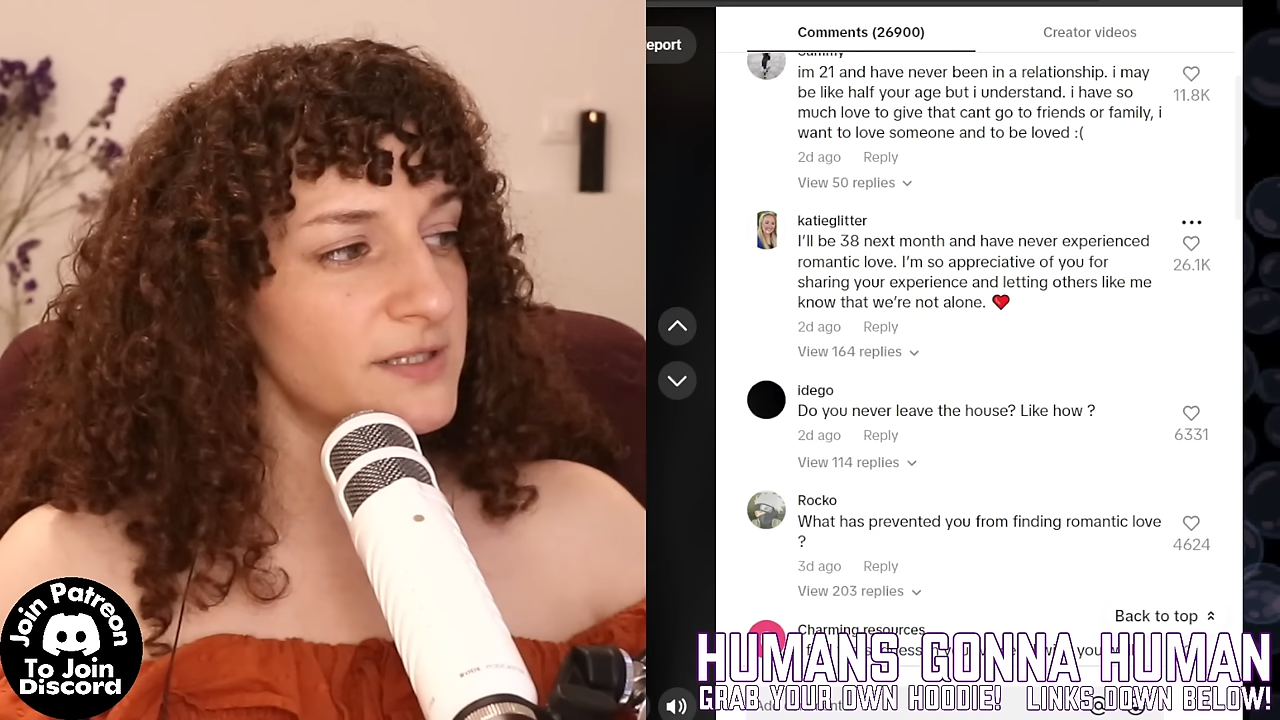 eport
Comments (26900)
Creator videos
Sammy
im 21 and have never been in a relationship. i may
be like half your age but i understand. i have so
much love to give that cant go to friends or family, i
want to love someone and to be loved :(
11.8K
2d ago Reply
View 50 replies
katieglitter
I'll be 38 next month and have never experienced
romantic love. I'm so appreciative of you for
sharing your experience and letting others like me
know that we're not alone. ❤️
26.1K
2d ago Reply
View 164 replies
idego
Do you never leave the house? Like how ?
6331
2d ago Reply
View 114 replies
Rocko
What has prevented you from finding romantic love
?
4624
3d ago Reply
View 203 replies
Back to top
Charming resources
HUMANS GONNA HUMAN
GRAB YOUR OWN HOODIE! LINKS DOWN BELOW!
Join Patreon
To Join
Discord